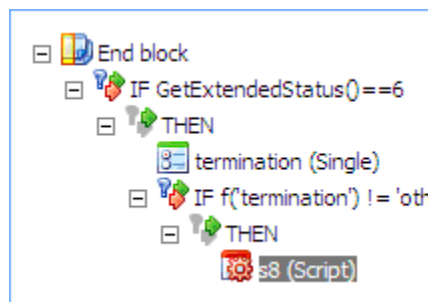 End block
IF GetExtendedStatus()==6
THEN
termination (Single)
IF f('termination') != 'oth
THEN
s8 (Script)